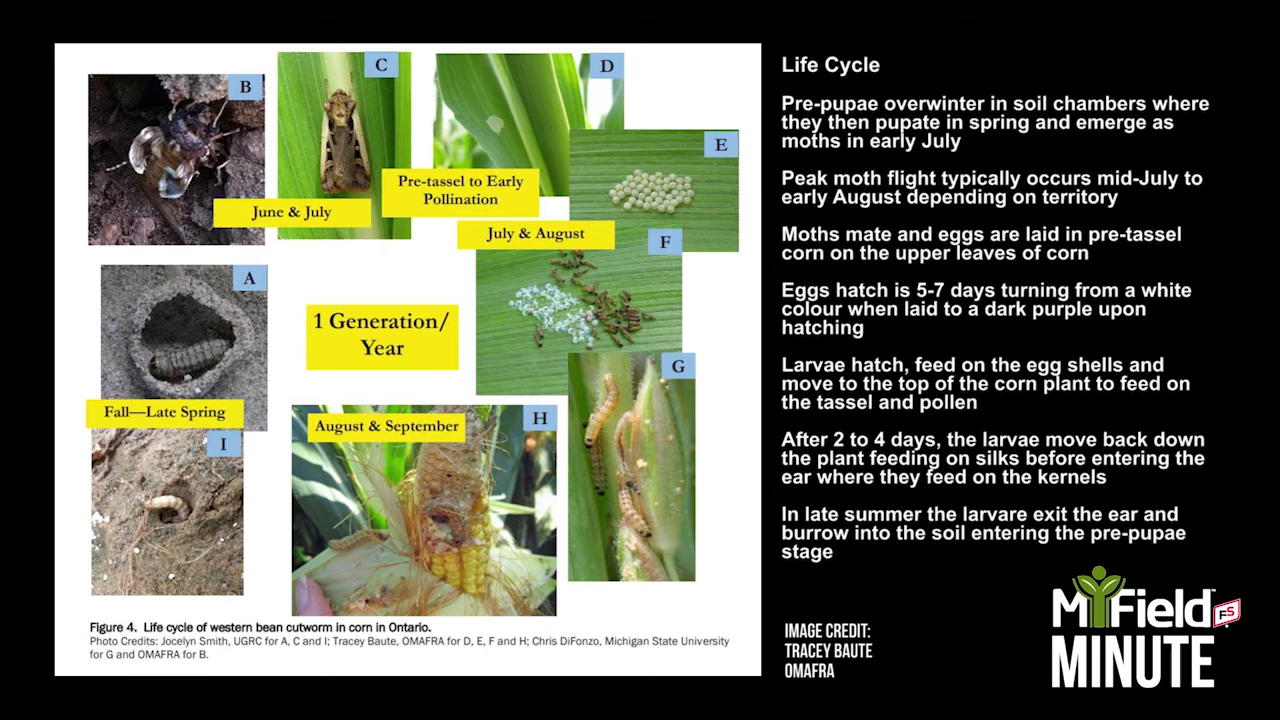 B
C
D
E
Pre-tassel to Early
Pollination
June & July
July & August
F
A
1 Generation/
Year
G
Fall—Late Spring
I
August & September
H
Figure 4. Life cycle of western bean cutworm in corn in Ontario.
Photo Credits: Jocelyn Smith, UGRC for A, C and I; Tracey Baute, OMAFRA for D, E, F and H; Chris DiFonzo, Michigan State University
for G and OMAFRA for B.
Life Cycle
Pre-pupae overwinter in soil chambers where
they then pupate in spring and emerge as
moths in early July
Peak moth flight typically occurs mid-July to
early August depending on territory
Moths mate and eggs are laid in pre-tassel
corn on the upper leaves of corn
Eggs hatch is 5-7 days turning from a white
colour when laid to a dark purple upon
hatching
Larvae hatch, feed on the egg shells and
move to the top of the corn plant to feed on
the tassel and pollen
After 2 to 4 days, the larvae move back down
the plant feeding on silks before entering the
ear where they feed on the kernels
In late summer the larvare exit the ear and
burrow into the soil entering the pre-pupae
stage
IMAGE CREDIT:
TRACEY BAUTE
OMAFRA
MyField FS
MINUTE